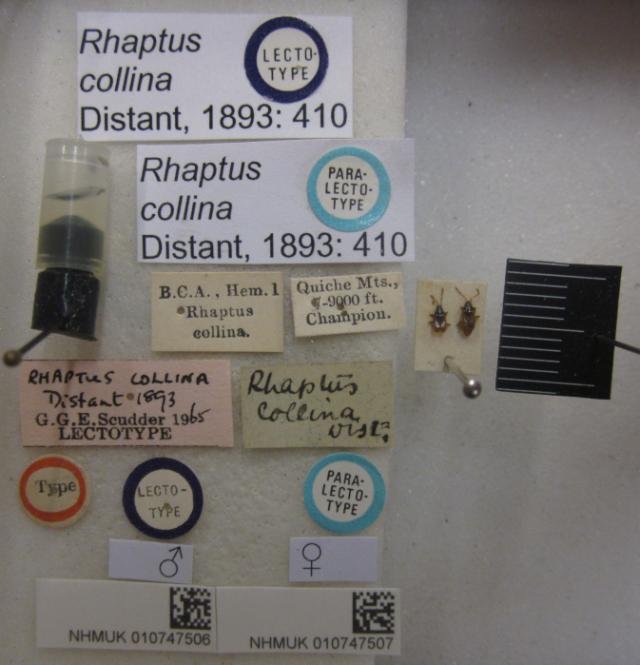 Rhaptus
collina
Distant, 1893: 410
LECTO-
TYPE
Rhaptus
collina
Distant, 1893: 410
PARA-
LECTO-
TYPE
B.C.A., Hem. I
Rhaptus
collina.
Quiche Mts.,
7-9000 ft.
Champion.
RHAPTUS COLLINA
Distant 1893
G.G.E.Scudder 1965
LECTOTYPE
Rhaptus
collina
Dist.
Type
LECTO-
TYPE
PARA-
LECTO-
TYPE
♂
♀
NHMUK 010747506
NHMUK 010747507